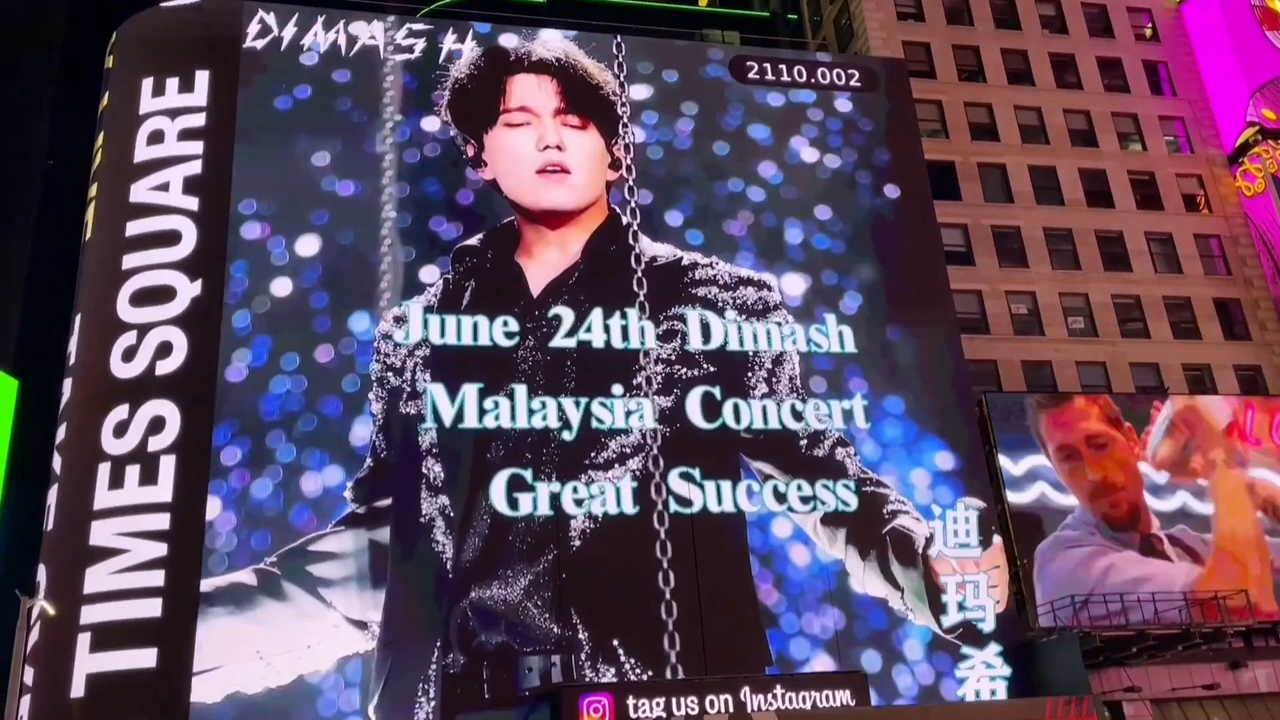 DIMASH
2110.002
TIMES SQUARE
June 24th Dimash
Malaysia Concert
Great Success
迪
玛
希
tag us on Instagram